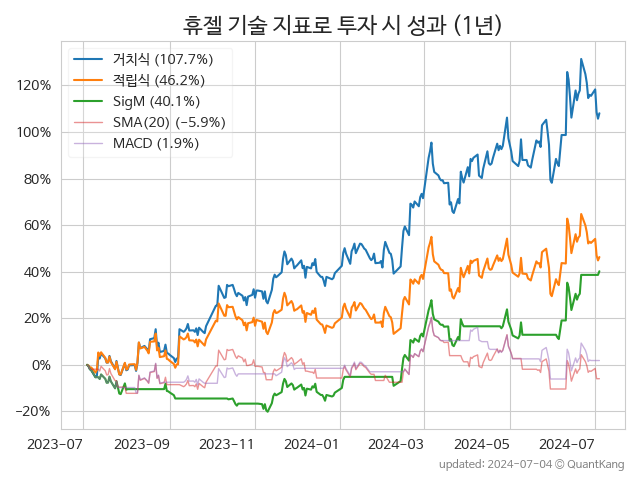 휴젤 기술 지표로 투자 시 성과 (1년)
거치식 (107.7%)
적립식 (46.2%)
SigM (40.1%)
SMA(20) (−5.9%)
MACD (1.9%)
120%
100%
80%
60%
40%
20%
0%
−20%
2023-07 2023-09 2023-11 2024-01 2024-03 2024-05 2024-07
updated: 2024-07-04 ⓒ QuantKang